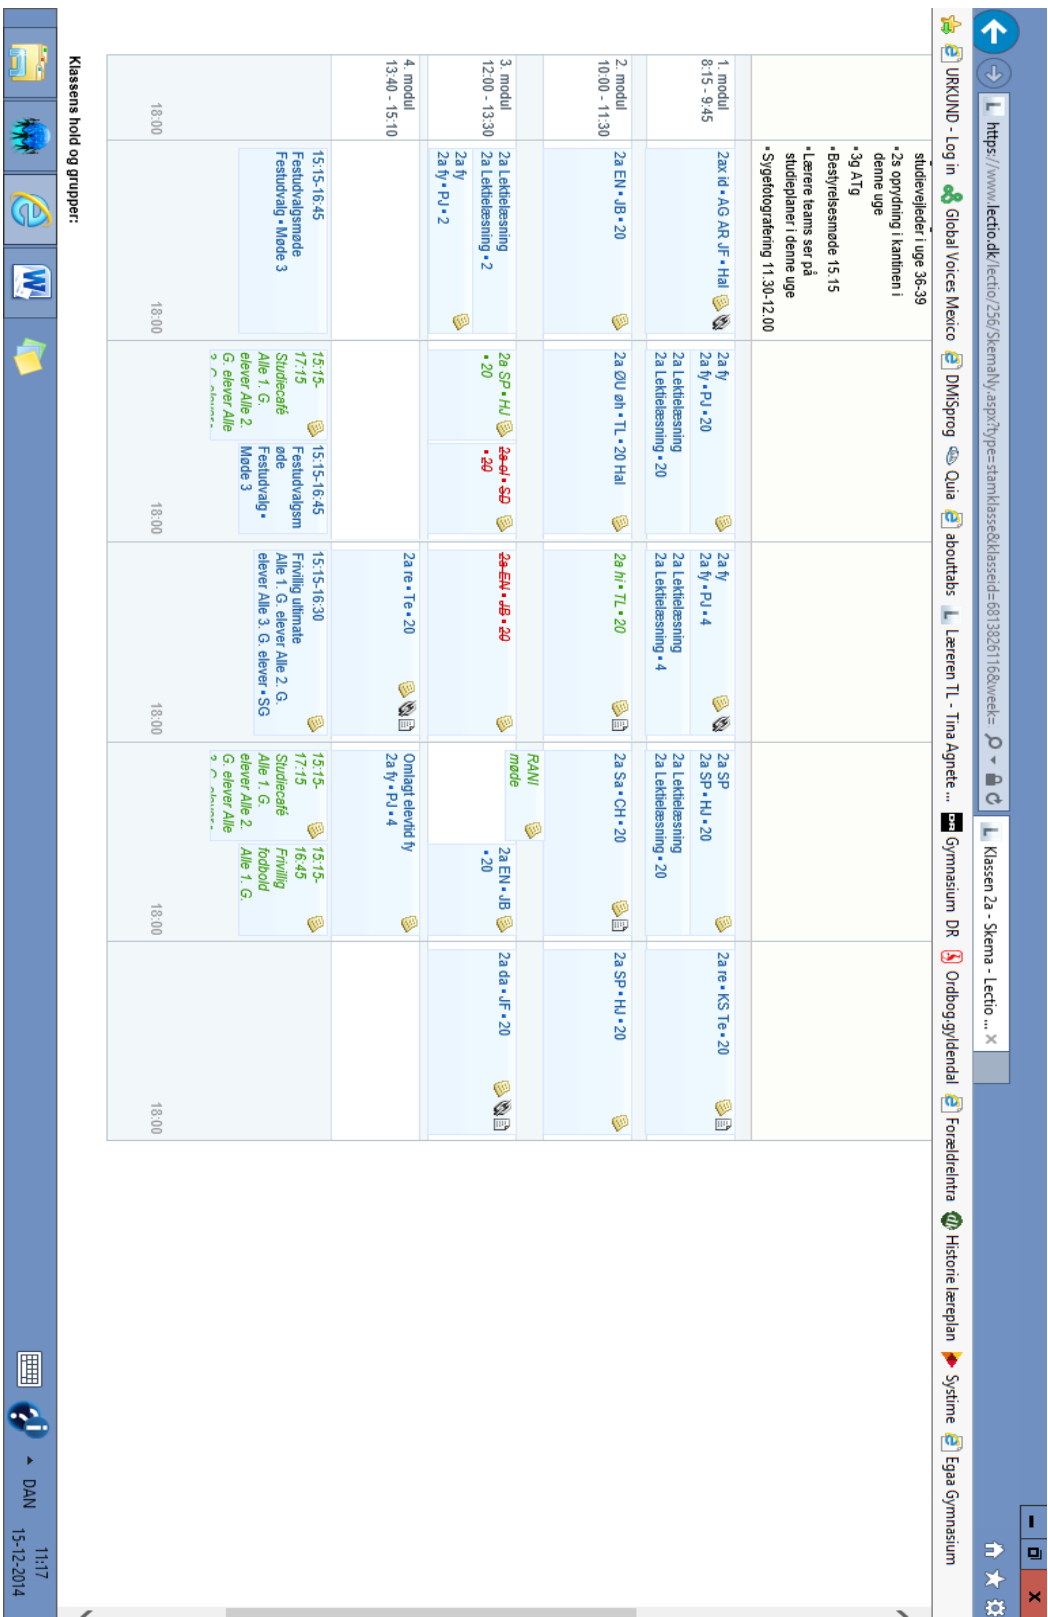 https://www.lectio.dk/lectio/256/SkemaNy.aspx?type=stamklasse&klasseid=6813826116&week=
Klassen 2a - Skema - Lectio ...
URKUND - Log in
Global Voices Mexico
DMiSprog
Quia
abouttabs
Læreren TL - Tina Agnete ...
DR Gymnasium DR
Ordbog.gyldendal
ForældreIntra
Historie læreplan
Systime
Egaa Gymnasium
studievejleder i uge 36-39
▪ 2s oprydning i kantinen i
denne uge
▪ 3g ATg
▪ Bestyrelsesmøde 15.15
▪ Lærere teams ser på
studieplaner i denne uge
▪ Sygefotografering 11.30-12.00
1. modul
8:15 - 9:45
2ax id ▪ AG AR JF ▪ Hal
2a fy
2a fy ▪ PJ ▪ 20
2a Lektielæsning
2a Lektielæsning ▪ 20
2a fy
2a fy ▪ PJ ▪ 4
2a Lektielæsning
2a Lektielæsning ▪ 4
2a SP
2a SP ▪ HJ ▪ 20
2a Lektielæsning
2a Lektielæsning ▪ 20
2a re ▪ KS Te ▪ 20
2. modul
10:00 - 11:30
2a EN ▪ JB ▪ 20
2a ØU øh ▪ TL ▪ 20 Hal
2a hi ▪ TL ▪ 20
2a Sa ▪ CH ▪ 20
2a SP ▪ HJ ▪ 20
3. modul
12:00 - 13:30
2a Lektielæsning
2a Lektielæsning ▪ 2
2a fy
2a fy ▪ PJ ▪ 2
2a SP ▪ HJ
▪ 20
2a ol ▪ SD
▪ 20
2a EN ▪ JB ▪ 20
RANI
møde
2a EN ▪ JB
▪ 20
2a da ▪ JF ▪ 20
4. modul
13:40 - 15:10
2a re ▪ Te ▪ 20
Omlagt elevtid fy
2a fy ▪ PJ ▪ 4
15:15-16:45
Festudvalgsmøde
Festudvalg ▪ Møde 3
15:15-
17:15
Studiecafé
Alle 1. G.
elever Alle 2.
G. elever Alle
15:15-16:45
Festudvalgsm
øde
Festudvalg ▪
Møde 3
15:15-16:30
Frivillig ultimate
Alle 1. G. elever Alle 2. G.
elever Alle 3. G. elever ▪ SG
15:15-
17:15
Studiecafé
Alle 1. G.
elever Alle 2.
G. elever Alle
15:15-
16:45
Frivillig
fodbold
Alle 1. G.
18:00
18:00
18:00
18:00
18:00
18:00
Klassens hold og grupper:
DAN
11:17
15-12-2014